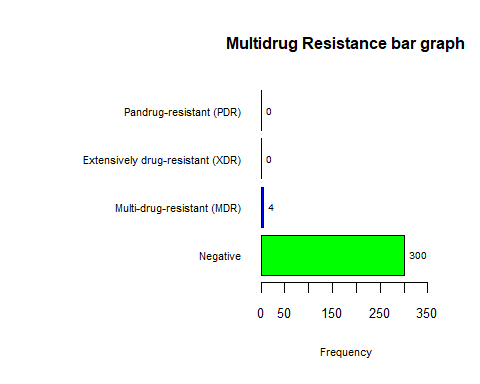 Multidrug Resistance bar graph
Pandrug-resistant (PDR) 0
Extensively drug-resistant (XDR) 0
Multi-drug-resistant (MDR) 4
Negative 300
0 50 150 250 350
Frequency